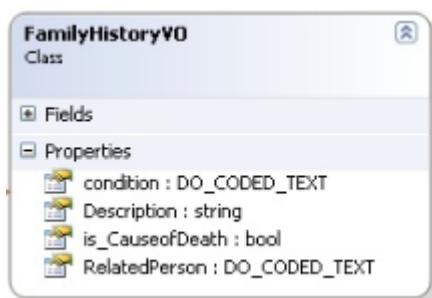 FamilyHistoryVO
Class
Fields
Properties
condition : DO_CODED_TEXT
Description : string
is_CauseofDeath : bool
RelatedPerson : DO_CODED_TEXT